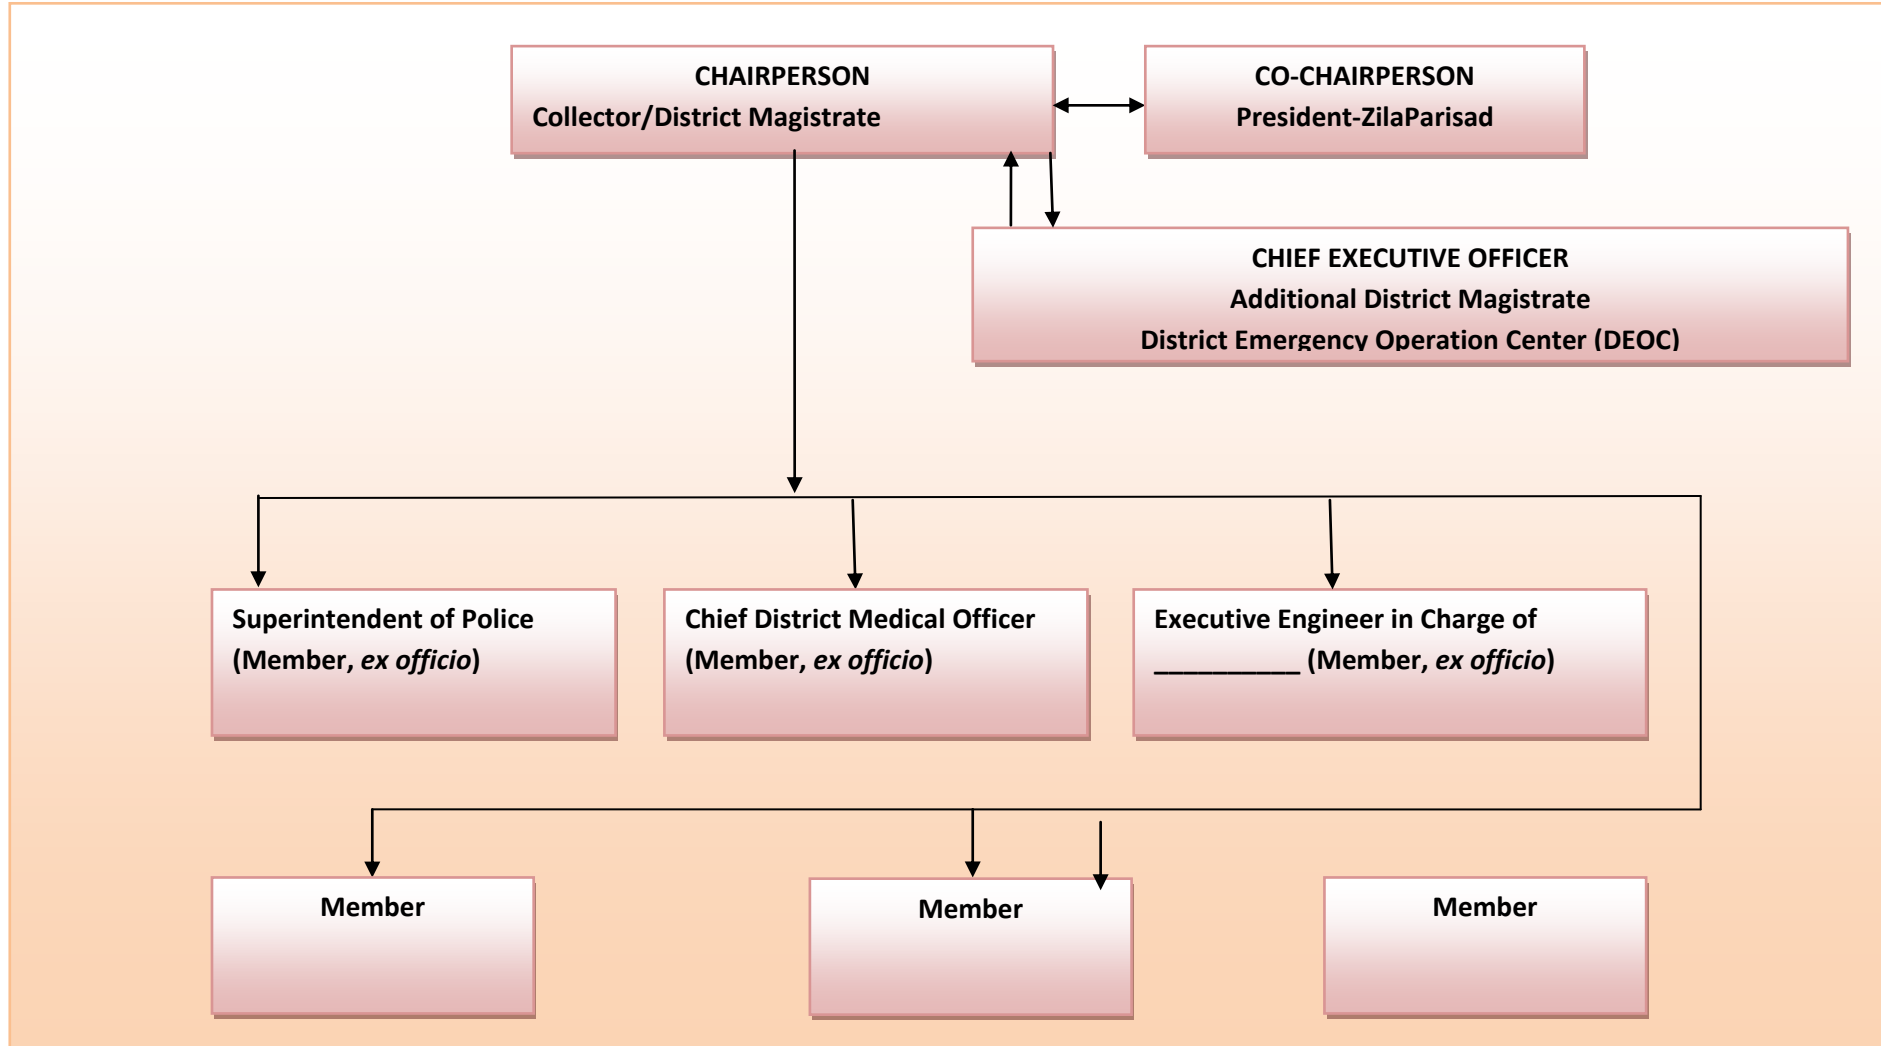 CHAIRPERSON
Collector/District Magistrate
CO-CHAIRPERSON
President-ZilaParisad
CHIEF EXECUTIVE OFFICER
Additional District Magistrate
District Emergency Operation Center (DEOC)
Superintendent of Police
(Member, ex officio)
Chief District Medical Officer
(Member, ex officio)
Executive Engineer in Charge of
__________ (Member, ex officio)
Member
Member
Member